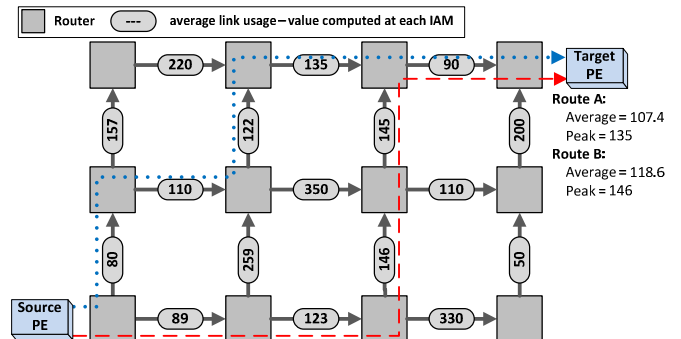 Router --- average link usage–value computed at each IAM
220 135 90
Target
PE
Route A:
Average = 107.4
Peak = 135
Route B:
Average = 118.6
Peak = 146
157 122 145 200
110 350 110
80 259 146 50
Source
PE
89 123 330